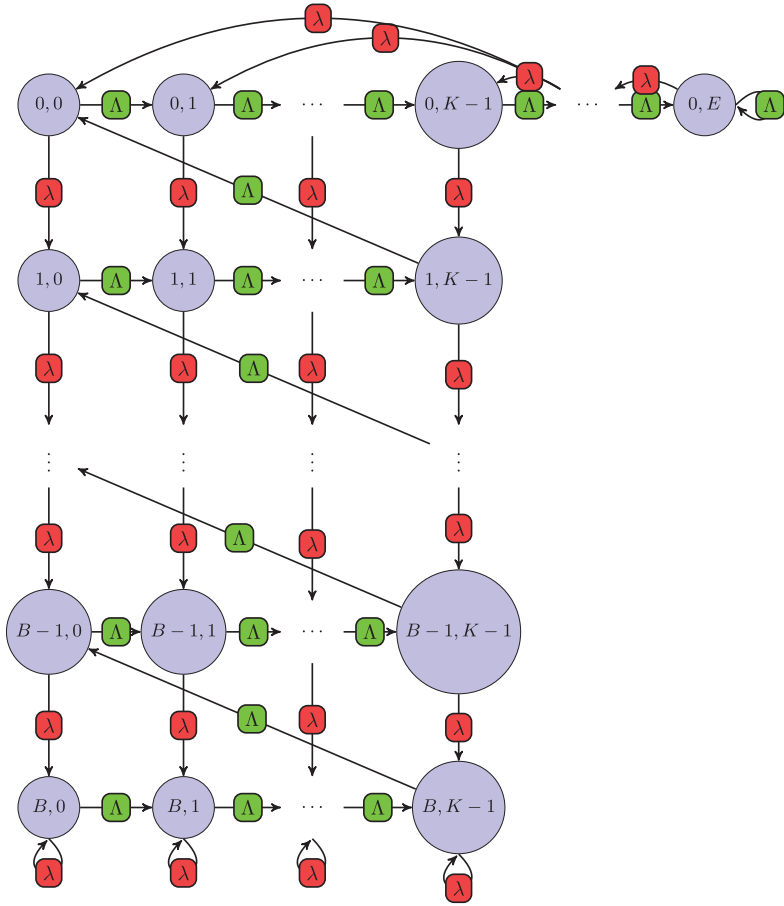 λ
λ
λ λ
0, 0 Λ 0, 1 Λ ··· Λ 0, K − 1 Λ ··· Λ 0, E Λ
λ λ Λ λ λ
1, 0 Λ 1, 1 Λ ··· Λ 1, K − 1
λ λ Λ λ λ
⋮ ⋮ ⋮ ⋮
λ λ Λ λ λ
B − 1, 0 Λ B − 1, 1 Λ ··· Λ B − 1, K − 1
λ λ Λ λ λ
B, 0 Λ B, 1 Λ ··· Λ B, K − 1
λ λ λ λ